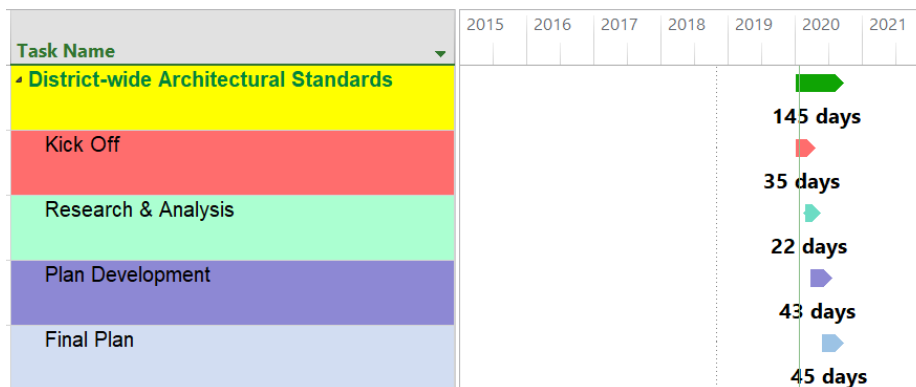 2015 2016 2017 2018 2019 2020 2021
Task Name
District-wide Architectural Standards
145 days
Kick Off
35 days
Research & Analysis
22 days
Plan Development
43 days
Final Plan
45 days